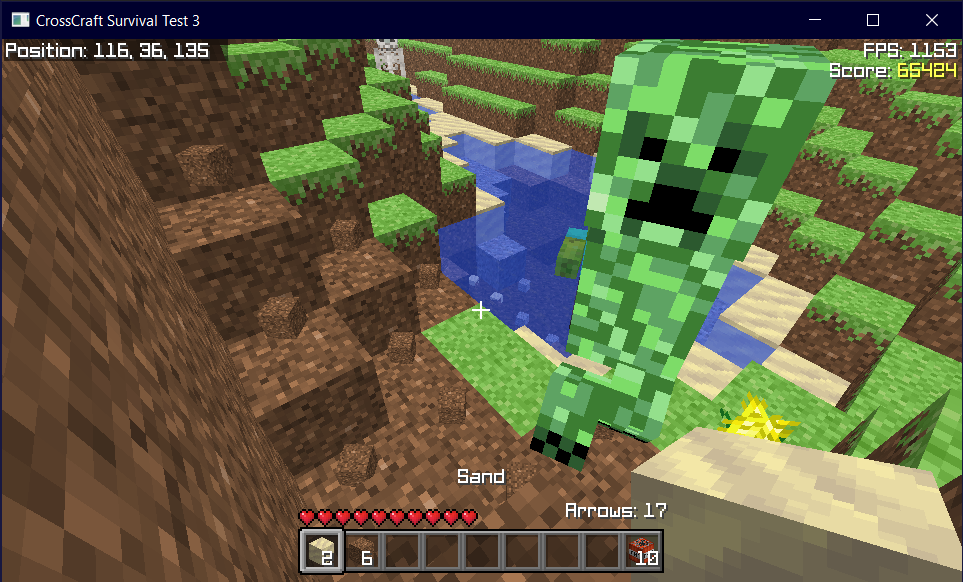 CrossCraft Survival Test 3
Position: 116, 36, 135
FPS: 1153
Score: 66424
Sand
Arrows: 17
2
6
10